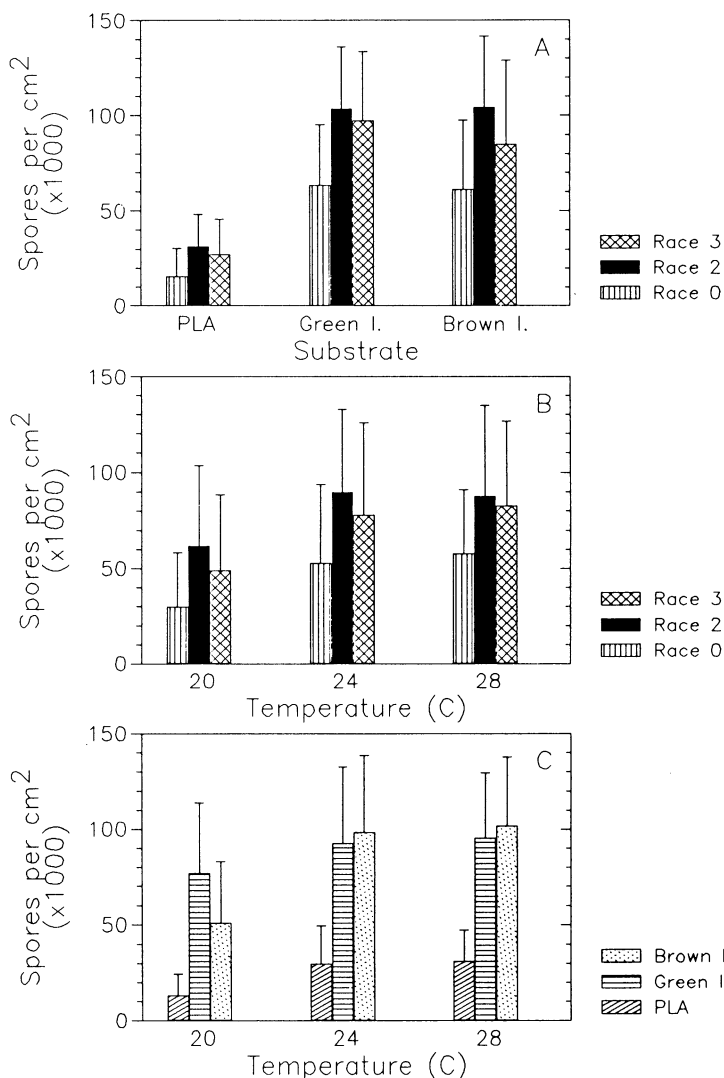 A
150
100
50
0
Spores per cm2
(x1000)
PLA
Green l.
Brown l.
Substrate
Race 3
Race 2
Race 0
B
150
100
50
0
Spores per cm2
(x1000)
20
24
28
Temperature (C)
Race 3
Race 2
Race 0
C
150
100
50
0
Spores per cm2
(x1000)
20
24
28
Temperature (C)
Brown l
Green l
PLA